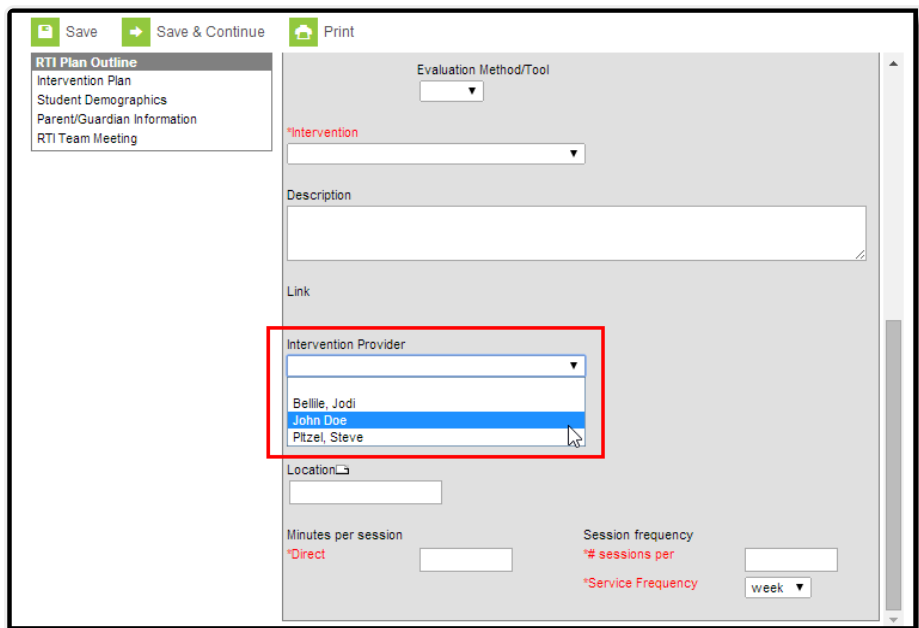 Save Save & Continue Print
RTI Plan Outline
Intervention Plan
Student Demographics
Parent/Guardian Information
RTI Team Meeting
Evaluation Method/Tool
*Intervention
Description
Link
Intervention Provider
Bellile, Jodi
John Doe
PItzel, Steve
Location
Minutes per session Session frequency
*Direct *# sessions per
*Service Frequency week